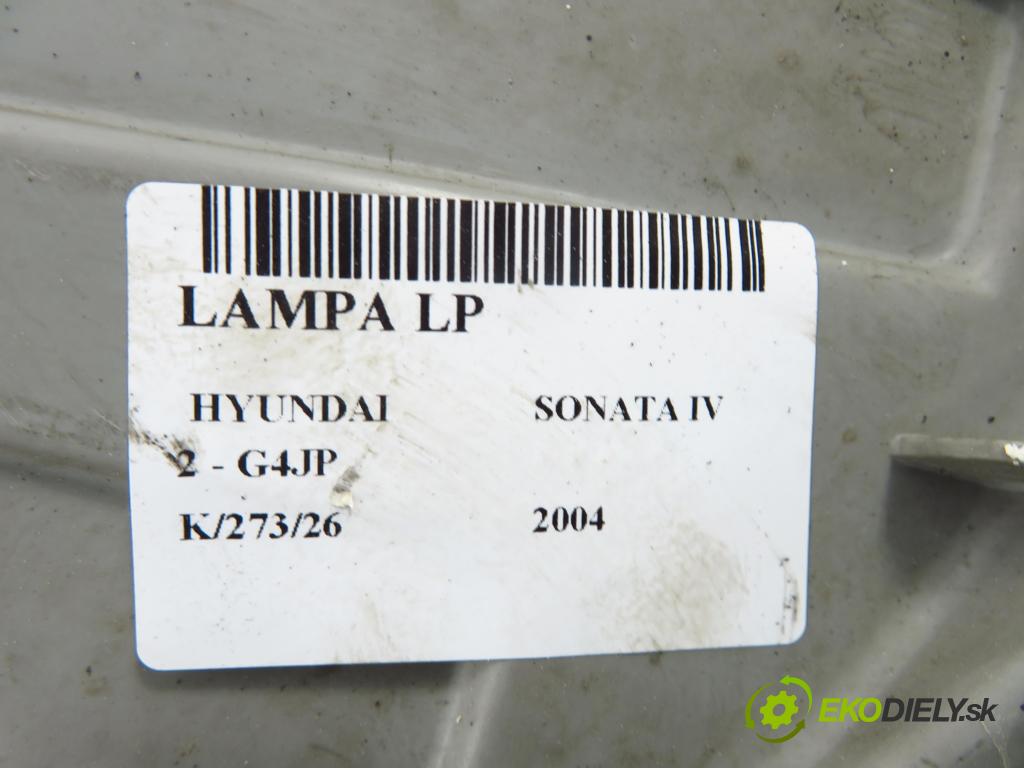 LAMPA LP
HYUNDAI SONATA IV
2 - G4JP
K/273/26 2004
EKODIELY.sk